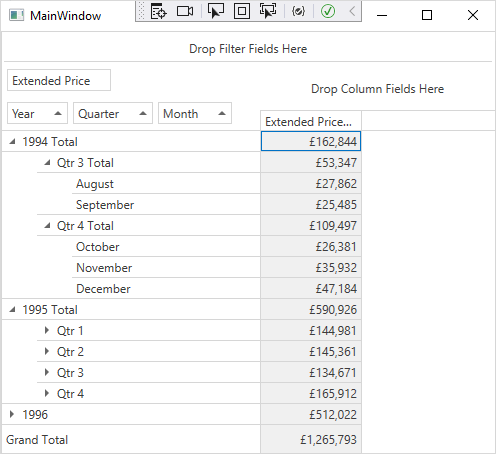 MainWindow
Drop Filter Fields Here
Extended Price
Drop Column Fields Here
Year Quarter Month
Extended Price...
1994 Total £162,844
Qtr 3 Total £53,347
August £27,862
September £25,485
Qtr 4 Total £109,497
October £26,381
November £35,932
December £47,184
1995 Total £590,926
Qtr 1 £144,981
Qtr 2 £145,361
Qtr 3 £134,671
Qtr 4 £165,912
1996 £512,022
Grand Total £1,265,793